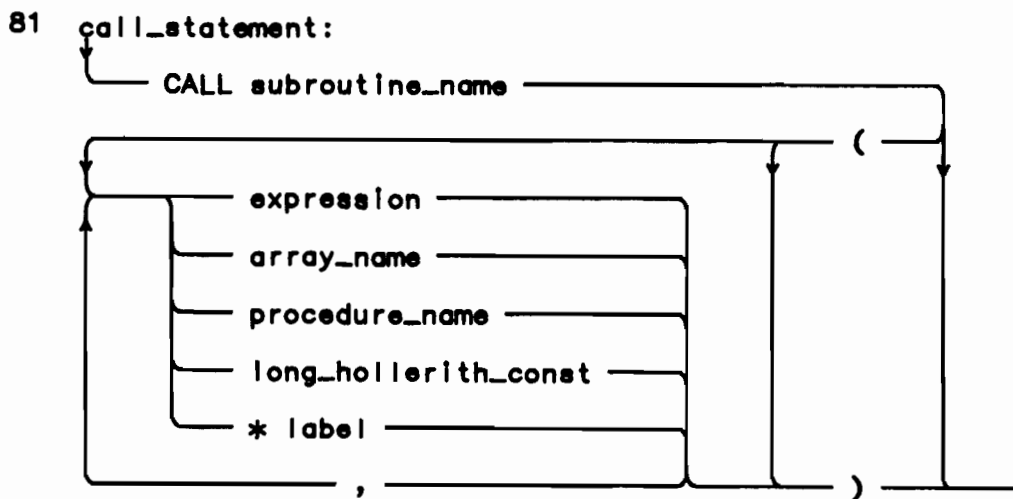 81 call_statement:
CALL subroutine_name
(
expression
array_name
procedure_name
long_hollerith_const
* label
, )